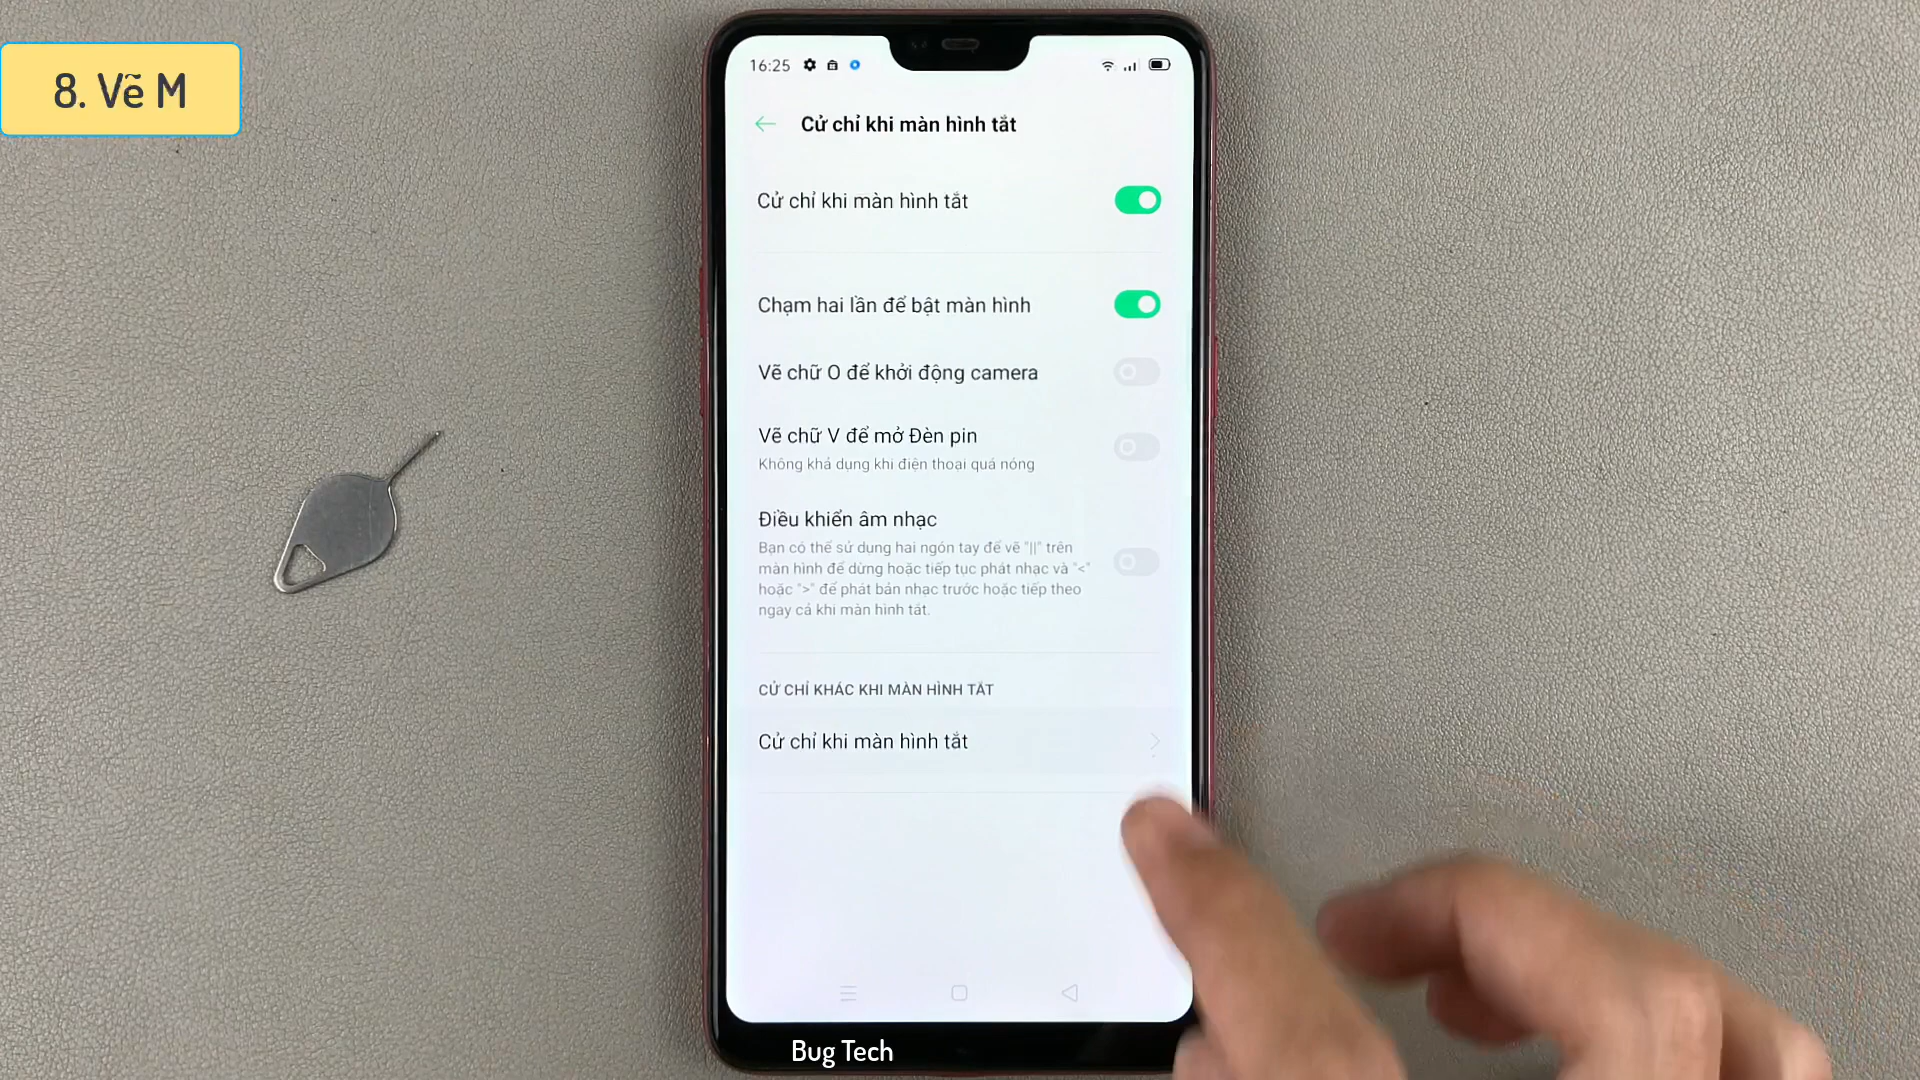 8. Vẽ M
16:25
Cử chỉ khi màn hình tắt
Cử chỉ khi màn hình tắt
Chạm hai lần để bật màn hình
Vẽ chữ O để khởi động camera
Vẽ chữ V để mở Đèn pin
Không khả dụng khi điện thoại quá nóng
Điều khiển âm nhạc
Bạn có thể sử dụng hai ngón tay để vẽ "||" trên
màn hình để dừng hoặc tiếp tục phát nhạc và "<"
hoặc ">" để phát bản nhạc trước hoặc tiếp theo
ngay cả khi màn hình tắt.
CỬ CHỈ KHÁC KHI MÀN HÌNH TẮT
Cử chỉ khi màn hình tắt
Bug Tech